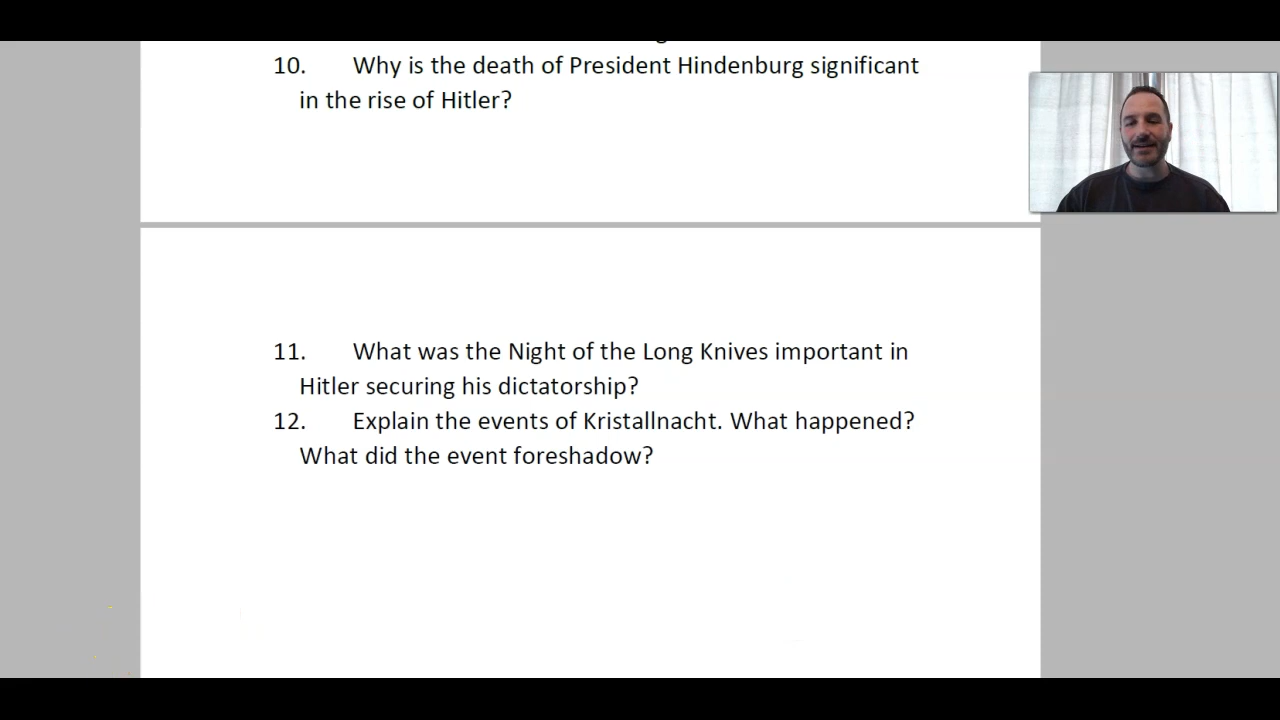 10. Why is the death of President Hindenburg significant
in the rise of Hitler?
11. What was the Night of the Long Knives important in
Hitler securing his dictatorship?
12. Explain the events of Kristallnacht. What happened?
What did the event foreshadow?